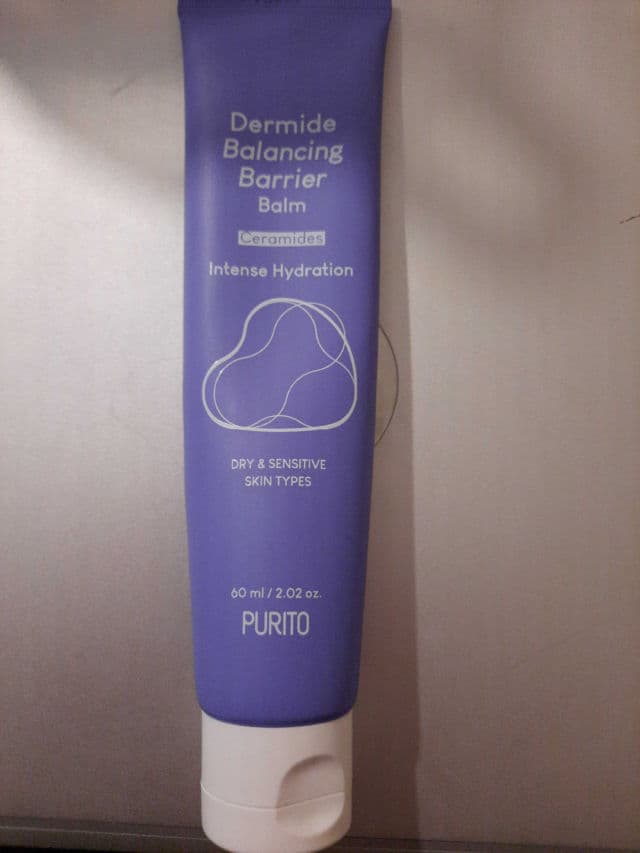 Dermide
Balancing
Barrier
Balm
Ceramides
Intense Hydration
DRY & SENSITIVE
SKIN TYPES
60 ml / 2.02 oz.
PURITO